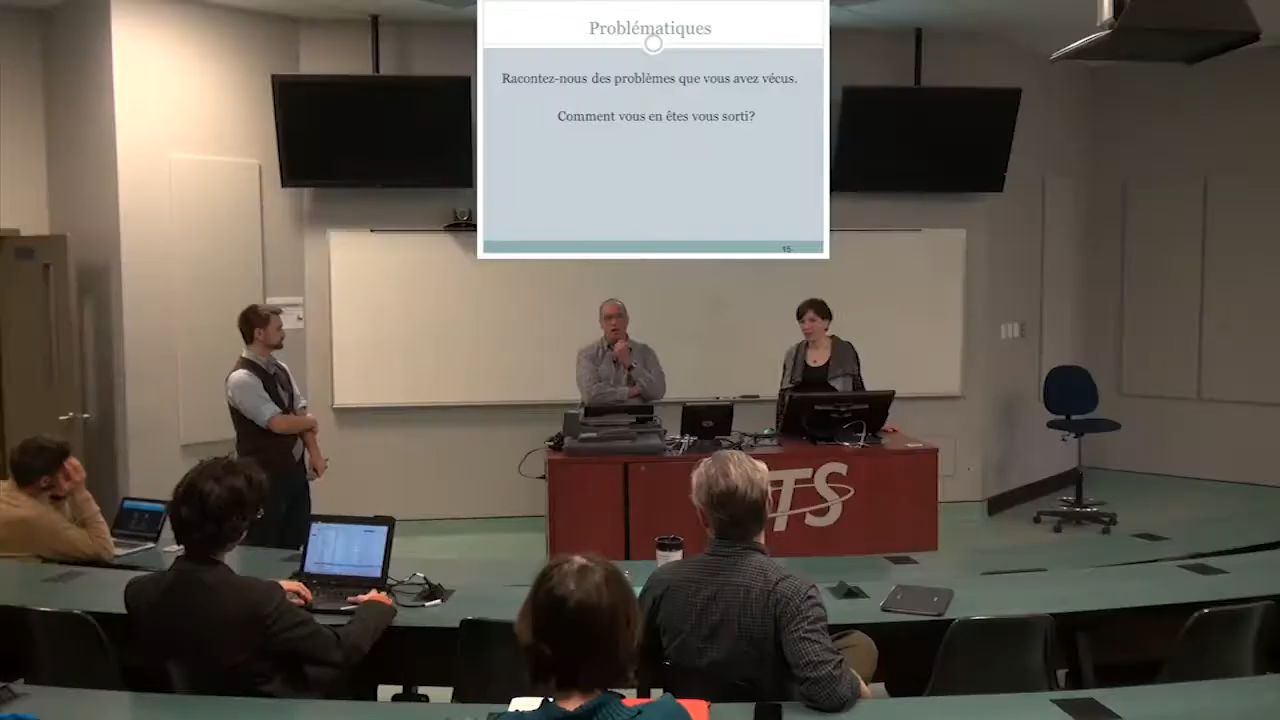 Problématiques
Racontez-nous des problèmes que vous avez vécus.
Comment vous en êtes vous sorti?
15
TS